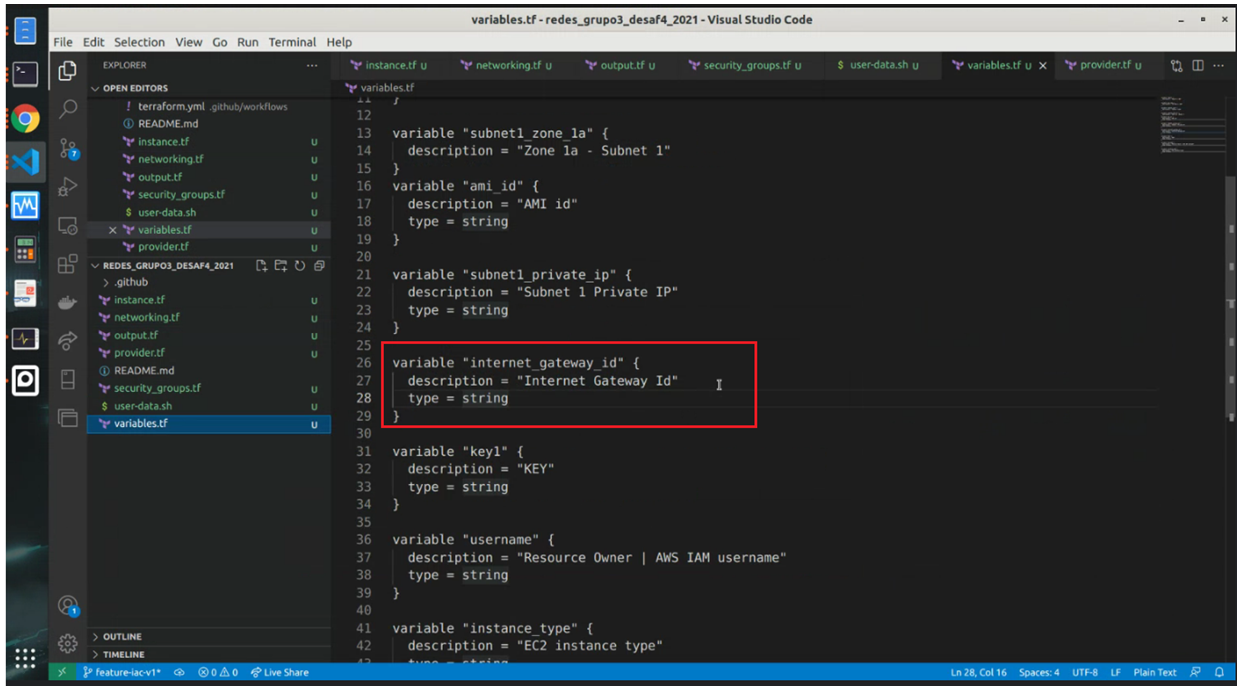 variables.tf - redes_grupo3_desaf4_2021 - Visual Studio Code
File Edit Selection View Go Run Terminal Help
EXPLORER ...
instance.tf U networking.tf U output.tf U security_groups.tf U $ user-data.sh U variables.tf U × provider.tf U ...
OPEN EDITORS
! terraform.yml .github/workflows
README.md
instance.tf U
networking.tf U
output.tf U
security_groups.tf U
$ user-data.sh U
× variables.tf U
provider.tf U
REDES_GRUPO3_DESAF4_2021
> .github
instance.tf U
networking.tf U
output.tf U
provider.tf U
README.md
security_groups.tf U
$ user-data.sh U
variables.tf U
OUTLINE
TIMELINE
7
1
variables.tf
11 }
12
13 variable "subnet1_zone_1a" {
14 description = "Zone 1a - Subnet 1"
15 }
16 variable "ami_id" {
17 description = "AMI id"
18 type = string
19 }
20
21 variable "subnet1_private_ip" {
22 description = "Subnet 1 Private IP"
23 type = string
24 }
25
26 variable "internet_gateway_id" {
27 description = "Internet Gateway Id"
28 type = string
29 }
30
31 variable "key1" {
32 description = "KEY"
33 type = string
34 }
35
36 variable "username" {
37 description = "Resource Owner | AWS IAM username"
38 type = string
39 }
40
41 variable "instance_type" {
42 description = "EC2 instance type"
43 type = string
feature-iac-v1* 0 0 Live Share Ln 28, Col 16 Spaces: 4 UTF-8 LF Plain Text